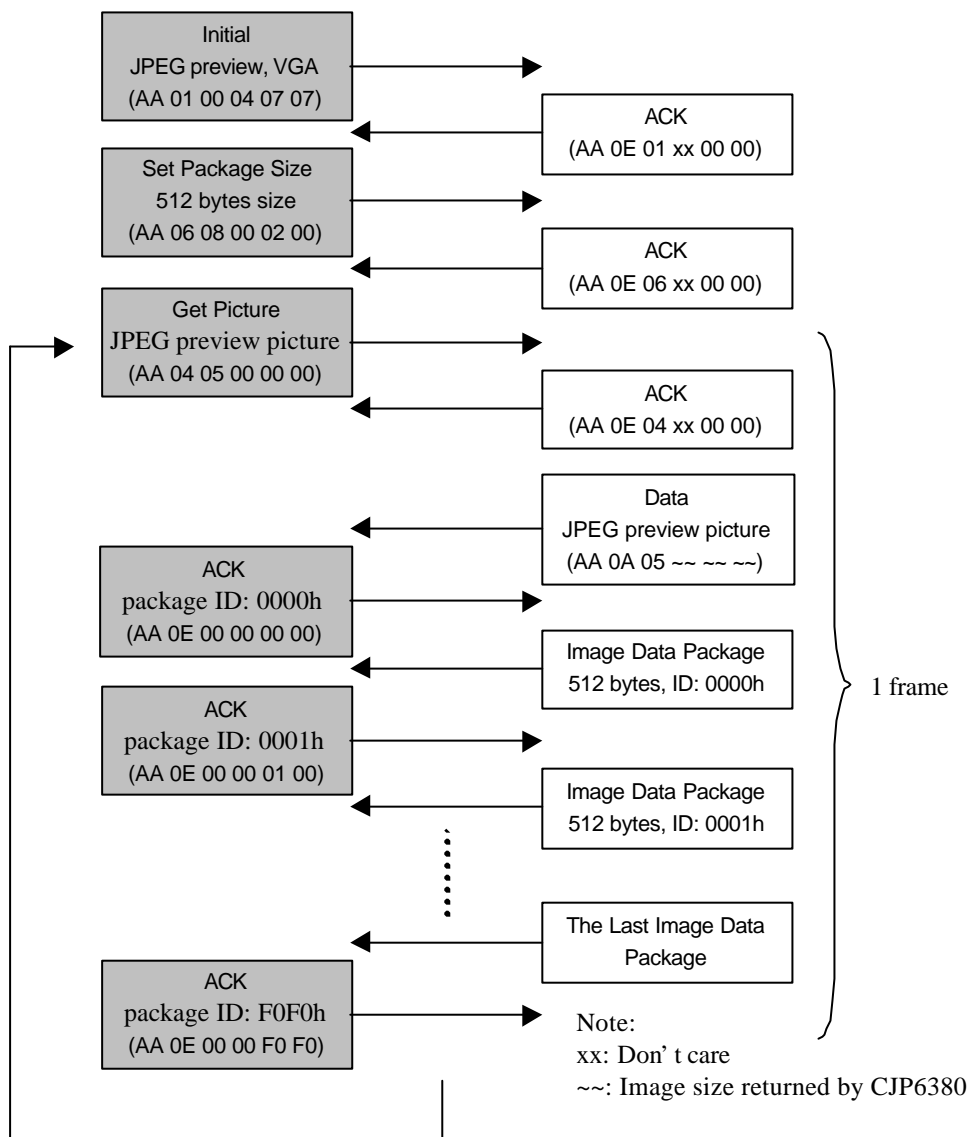 Initial
JPEG preview, VGA
(AA 01 00 04 07 07)
ACK
(AA 0E 01 xx 00 00)
Set Package Size
512 bytes size
(AA 06 08 00 02 00)
ACK
(AA 0E 06 xx 00 00)
Get Picture
JPEG preview picture
(AA 04 05 00 00 00)
ACK
(AA 0E 04 xx 00 00)
Data
JPEG preview picture
(AA 0A 05 ~~ ~~ ~~)
ACK
package ID: 0000h
(AA 0E 00 00 00 00)
Image Data Package
512 bytes, ID: 0000h
1 frame
ACK
package ID: 0001h
(AA 0E 00 00 01 00)
Image Data Package
512 bytes, ID: 0001h
The Last Image Data
Package
ACK
package ID: F0F0h
(AA 0E 00 00 F0 F0)
Note:
xx: Don' t care
~~: Image size returned by CJP6380